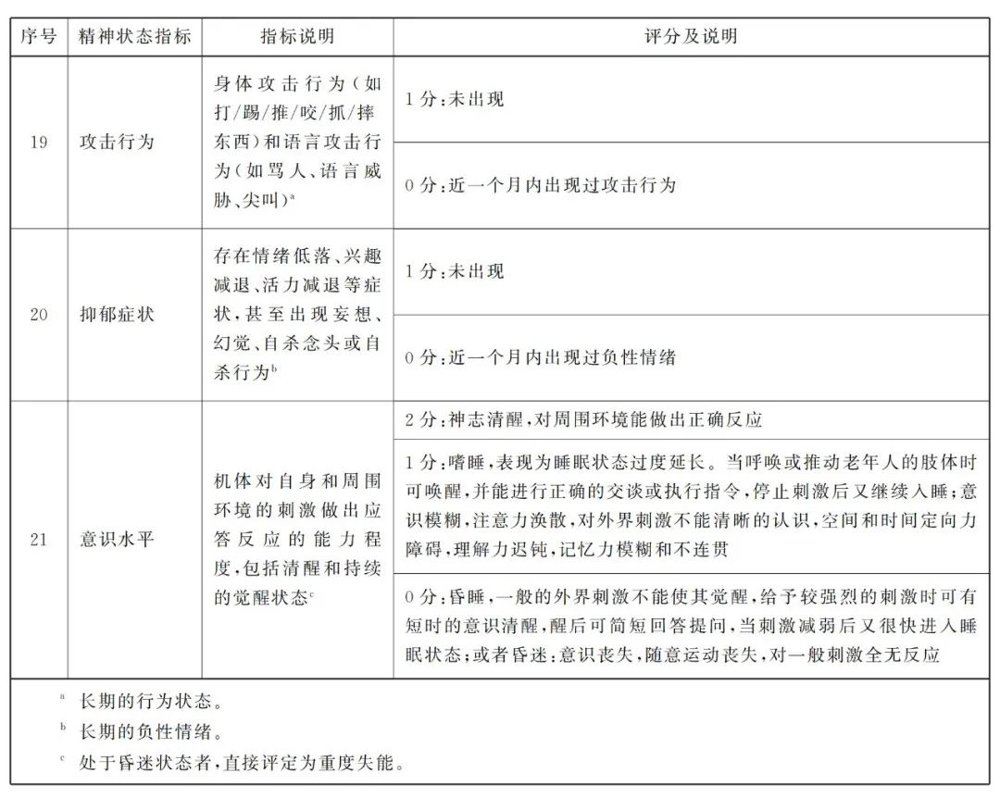 序号 精神状态指标 指标说明 评分及说明
19 攻击行为
身体攻击行为(如
打/踢/推/咬/抓/摔
东西)和语言攻击行
为(如骂人、语言威
胁、尖叫)a
1分:未出现
0分:近一个月内出现过攻击行为
20 抑郁症状
存在情绪低落、兴趣
减退、活力减退等症
状,甚至出现妄想、
幻觉、自杀念头或自
杀行为b
1分:未出现
0分:近一个月内出现过负性情绪
21 意识水平
机体对自身和周围
环境的刺激做出应
答反应的能力程
度,包括清醒和持续
的觉醒状态c
2分:神志清醒,对周围环境能做出正确反应
1分:嗜睡,表现为睡眠状态过度延长。当呼唤或推动老年人的肢体时
可唤醒,并能进行正确的交谈或执行指令,停止刺激后又继续入睡;意
识模糊,注意力涣散,对外界刺激不能清晰的认识,空间和时间定向力
障碍,理解力迟钝,记忆力模糊和不连贯
0分:昏睡,一般的外界刺激不能使其觉醒,给予较强烈的刺激时可有
短时的意识清醒,醒后可简短回答提问,当刺激减弱后又很快进入睡
眠状态;或者昏迷:意识丧失,随意运动丧失,对一般刺激全无反应
a 长期的行为状态。
b 长期的负性情绪。
c 处于昏迷状态者,直接评定为重度失能。